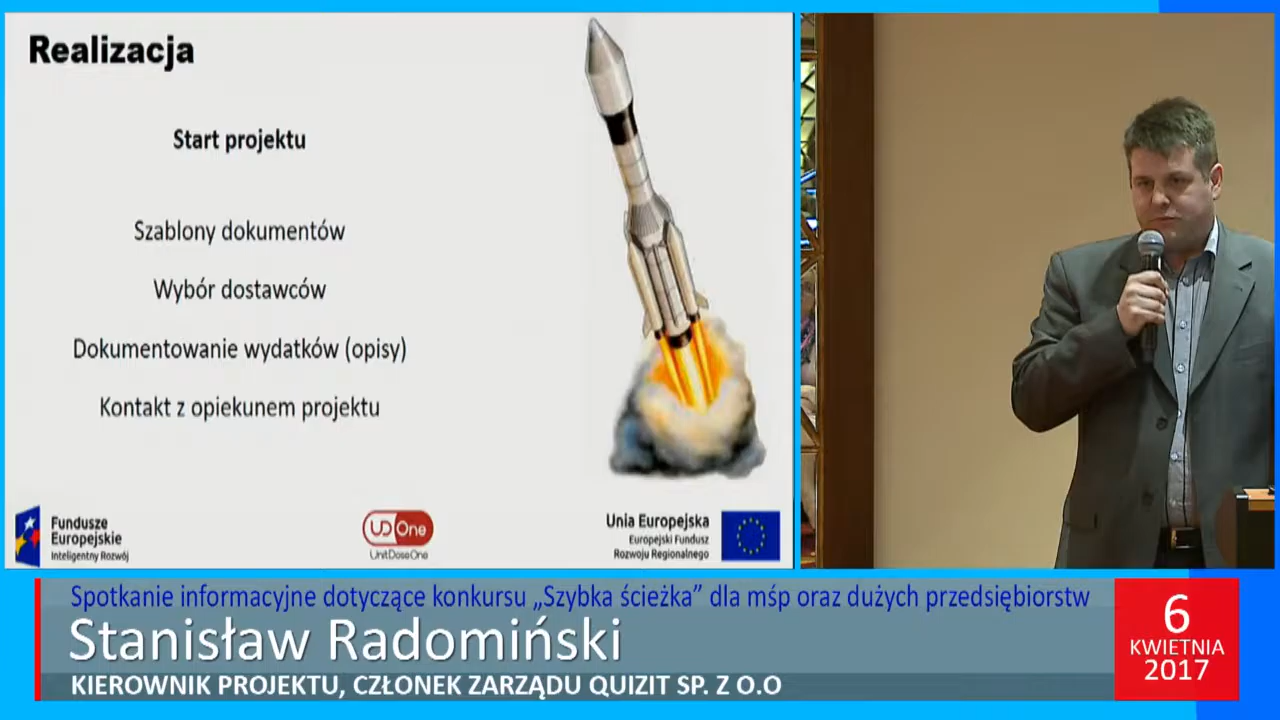 Realizacja
Start projektu
Szablony dokumentów
Wybór dostawców
Dokumentowanie wydatków (opisy)
Kontakt z opiekunem projektu
Fundusze
Europejskie
Inteligentny Rozwój
UD One
UnitDoseOne
Unia Europejska
Europejski Fundusz
Rozwoju Regionalnego
Spotkanie informacyjne dotyczące konkursu „Szybka ścieżka” dla mśp oraz dużych przedsiębiorstw
Stanisław Radomiński
KIEROWNIK PROJEKTU, CZŁONEK ZARZĄDU QUIZIT SP. Z O.O
6
KWIETNIA
2017